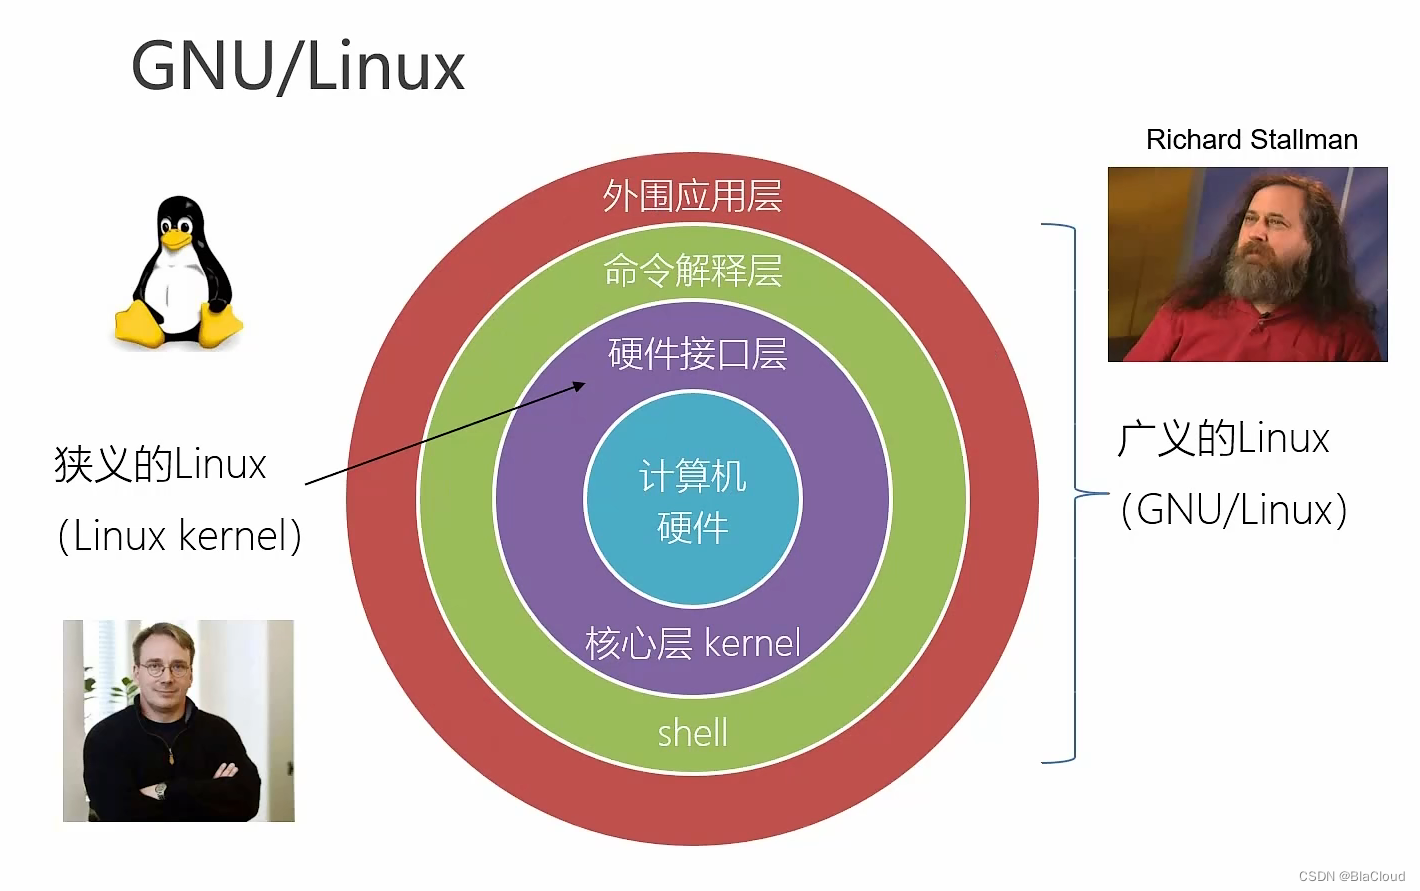 GNU/Linux
Richard Stallman
外围应用层
命令解释层
硬件接口层
计算机
硬件
核心层 kernel
shell
狭义的Linux
（Linux kernel）
广义的Linux
（GNU/Linux）
CSDN @BlaCloud